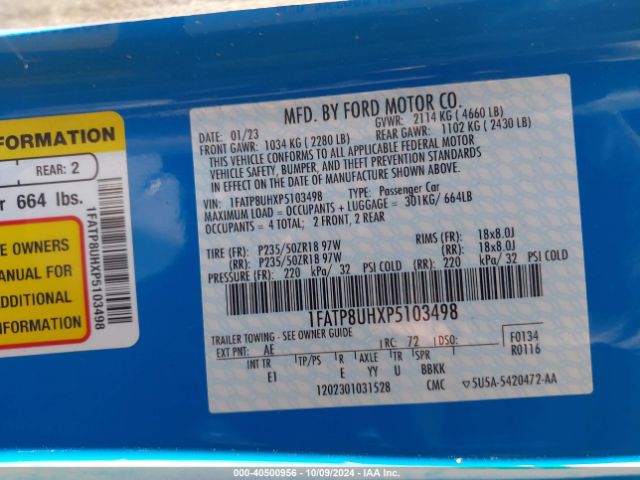 FORMATION
REAR: 2
r 664 lbs.
E OWNERS
ANUAL FOR
ADDITIONAL
INFORMATION
1FATP8UHXP5103498
MFD. BY FORD MOTOR CO.
DATE: 01/23 GVWR: 2114 KG ( 4660 LB)
FRONT GAWR: 1034 KG ( 2280 LB) REAR GAWR: 1102 KG ( 2430 LB)
THIS VEHICLE CONFORMS TO ALL APPLICABLE FEDERAL MOTOR
VEHICLE SAFETY, BUMPER, AND THEFT PREVENTION STANDARDS
IN EFFECT ON THE DATE OF MANUFACTURE SHOWN ABOVE.
VIN: 1FATP8UHXP5103498 TYPE: Passenger Car
MAXIMUM LOAD = OCCUPANTS + LUGGAGE = 301KG/ 664LB
OCCUPANTS = 4 TOTAL; 2 FRONT, 2 REAR
TIRE (FR): P235/50ZR18 97W RIMS (FR): 18x8.0J
(RR): P235/50ZR18 97W (RR): 18x8.0J
PRESSURE (FR): 220 kPa/ 32 PSI COLD (RR): 220 kPa/ 32 PSI COLD
1FATP8UHXP5103498
TRAILER TOWING - SEE OWNER GUIDE
EXT PNT: AE RC: 72 DSO: F0134
R0116
INT TR TP/PS R AXLE TR SPR
EI E YY U BBKK
1202301031528 CMC 5U5A-5420472-AA
000-40500956 - 10/09/2024 - IAA Inc.